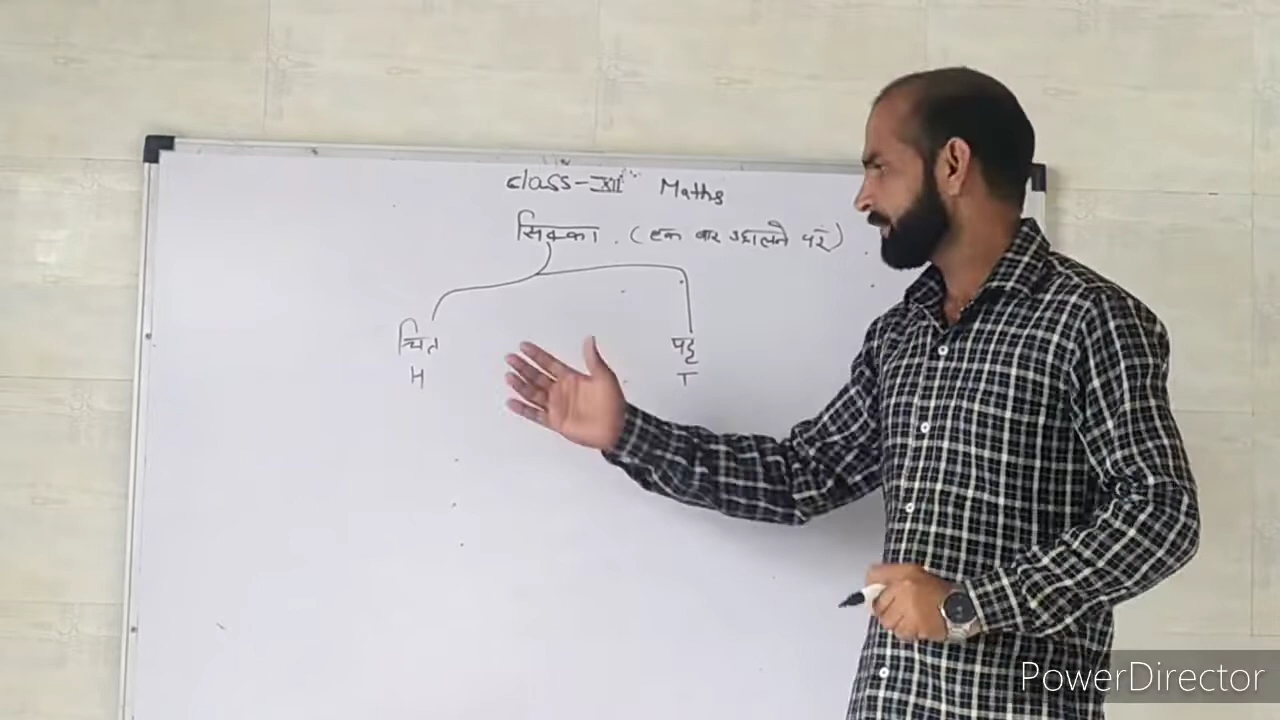 Class-XII Maths
सिक्का . (एक बार उछालने पर)
चित पट्
H T
PowerDirector